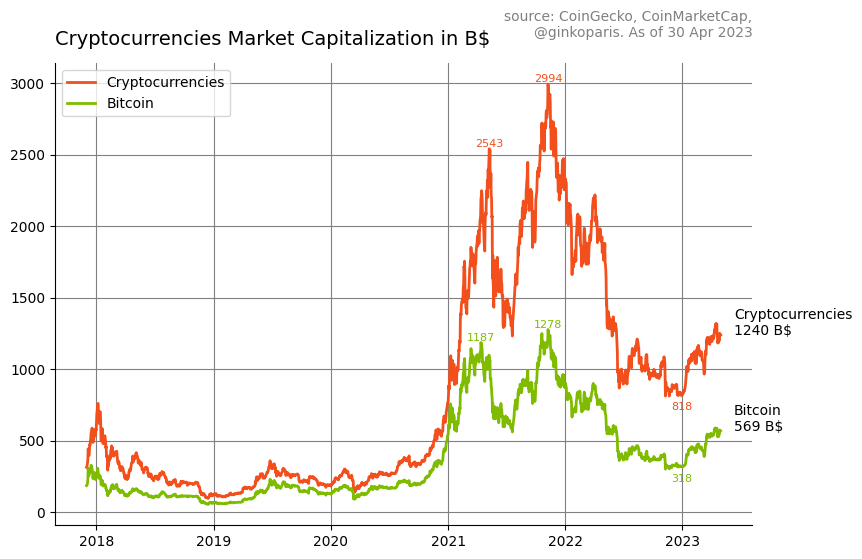 source: CoinGecko, CoinMarketCap,
@ginkoparis. As of 30 Apr 2023
Cryptocurrencies Market Capitalization in B$
Cryptocurrencies
Bitcoin
3000
2500
2000
1500
1000
500
0
2994
2543
1278
1187
818
318
Cryptocurrencies
1240 B$
Bitcoin
569 B$
2018
2019
2020
2021
2022
2023